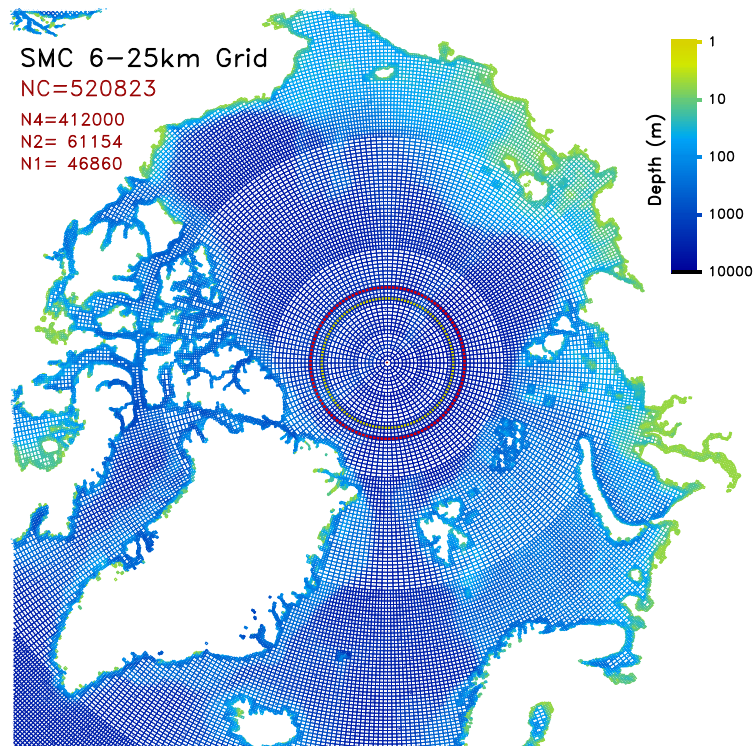 SMC 6-25km Grid
NC=520823
N4=412000
N2= 61154
N1= 46860
Depth (m)
1
10
100
1000
10000